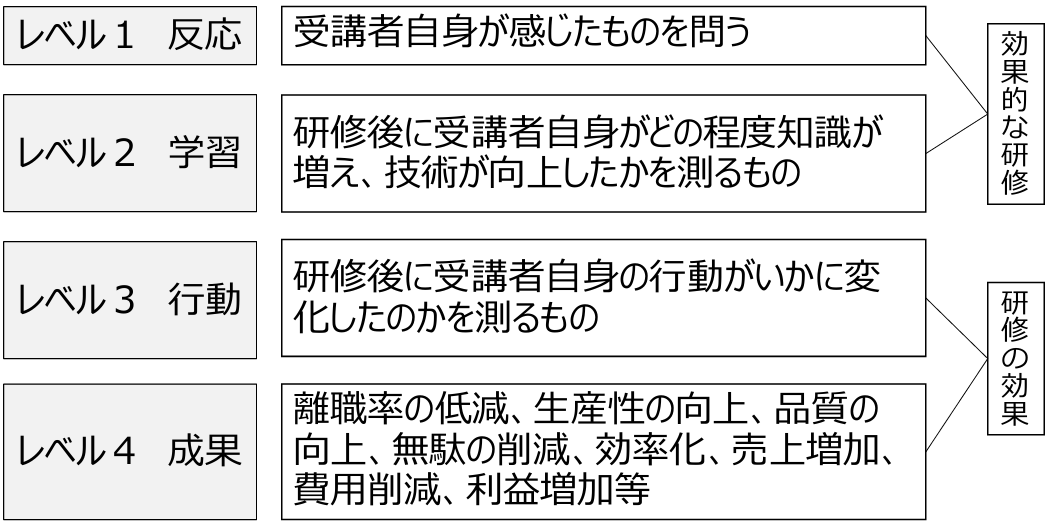 レベル１　反応
受講者自身が感じたものを問う
レベル２　学習
研修後に受講者自身がどの程度知識が
増え、技術が向上したかを測るもの
効果的な研修
レベル３　行動
研修後に受講者自身の行動がいかに変
化したのかを測るもの
レベル４　成果
離職率の低減、生産性の向上、品質の
向上、無駄の削減、効率化、売上増加、
費用削減、利益増加等
研修の効果